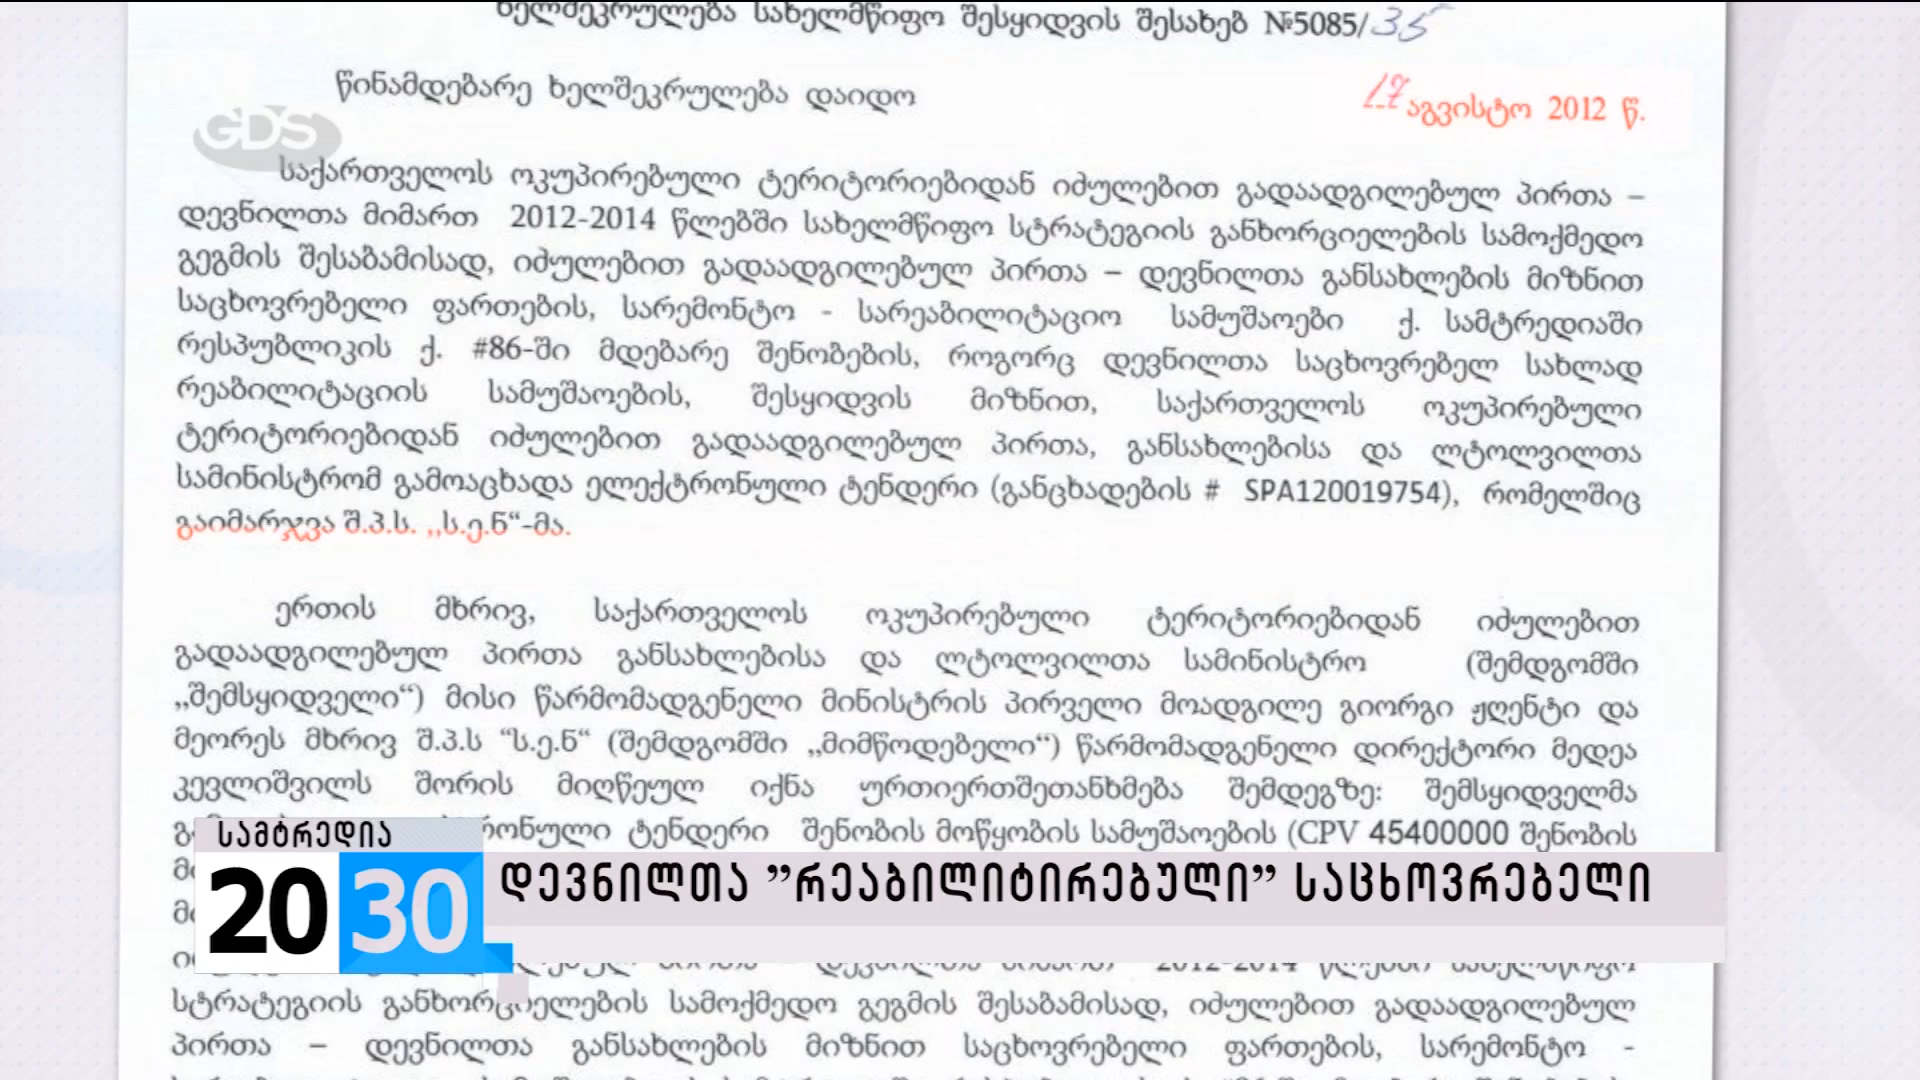 ხელშეკრულება სახელმწიფო შესყიდვის შესახებ №5085/35
წინამდებარე ხელშეკრულება დაიდო
17 აგვისტო 2012 წ.
GDS
საქართველოს ოკუპირებული ტერიტორიებიდან იძულებით გადაადგილებულ პირთა –
დევნილთა მიმართ 2012-2014 წლებში სახელმწიფო სტრატეგიის განხორციელების სამოქმედო
გეგმის შესაბამისად, იძულებით გადაადგილებულ პირთა – დევნილთა განსახლების მიზნით
საცხოვრებელი ფართების, სარემონტო - სარეაბილიტაციო სამუშაოები ქ. სამტრედიაში
რესპუბლიკის ქ. #86-ში მდებარე შენობების, როგორც დევნილთა საცხოვრებელ სახლად
რეაბილიტაციის სამუშაოების, შესყიდვის მიზნით, საქართველოს ოკუპირებული
ტერიტორიებიდან იძულებით გადაადგილებულ პირთა, განსახლებისა და ლტოლვილთა
სამინისტრომ გამოაცხადა ელექტრონული ტენდერი (განცხადების # SPA120019754), რომელშიც
გაიმარჯვა შ.პ.ს. ,,ს.ე.ნ“-მა.
ერთის მხრივ, საქართველოს ოკუპირებული ტერიტორიებიდან იძულებით
გადაადგილებულ პირთა განსახლებისა და ლტოლვილთა სამინისტრო (შემდგომში
„შემსყიდველი“) მისი წარმომადგენელი მინისტრის პირველი მოადგილე გიორგი ჟღენტი და
მეორეს მხრივ შ.პ.ს “ს.ე.ნ“ (შემდგომში „მიმწოდებელი“) წარმომადგენელი დირექტორი მედეა
კევლიშვილს შორის მიღწეულ იქნა ურთიერთშეთანხმება შემდეგზე: შემსყიდველმა
ტენდერი შენობის მოწყობის სამუშაოების (CPV 45400000 შენობის
სამტრედია
20 30
დევნილთა ”რეაბილიტირებული” საცხოვრებელი
სტრატეგიის განხორციელების სამოქმედო გეგმის შესაბამისად, იძულებით გადაადგილებულ
პირთა – დევნილთა განსახლების მიზნით საცხოვრებელი ფართების, სარემონტო -